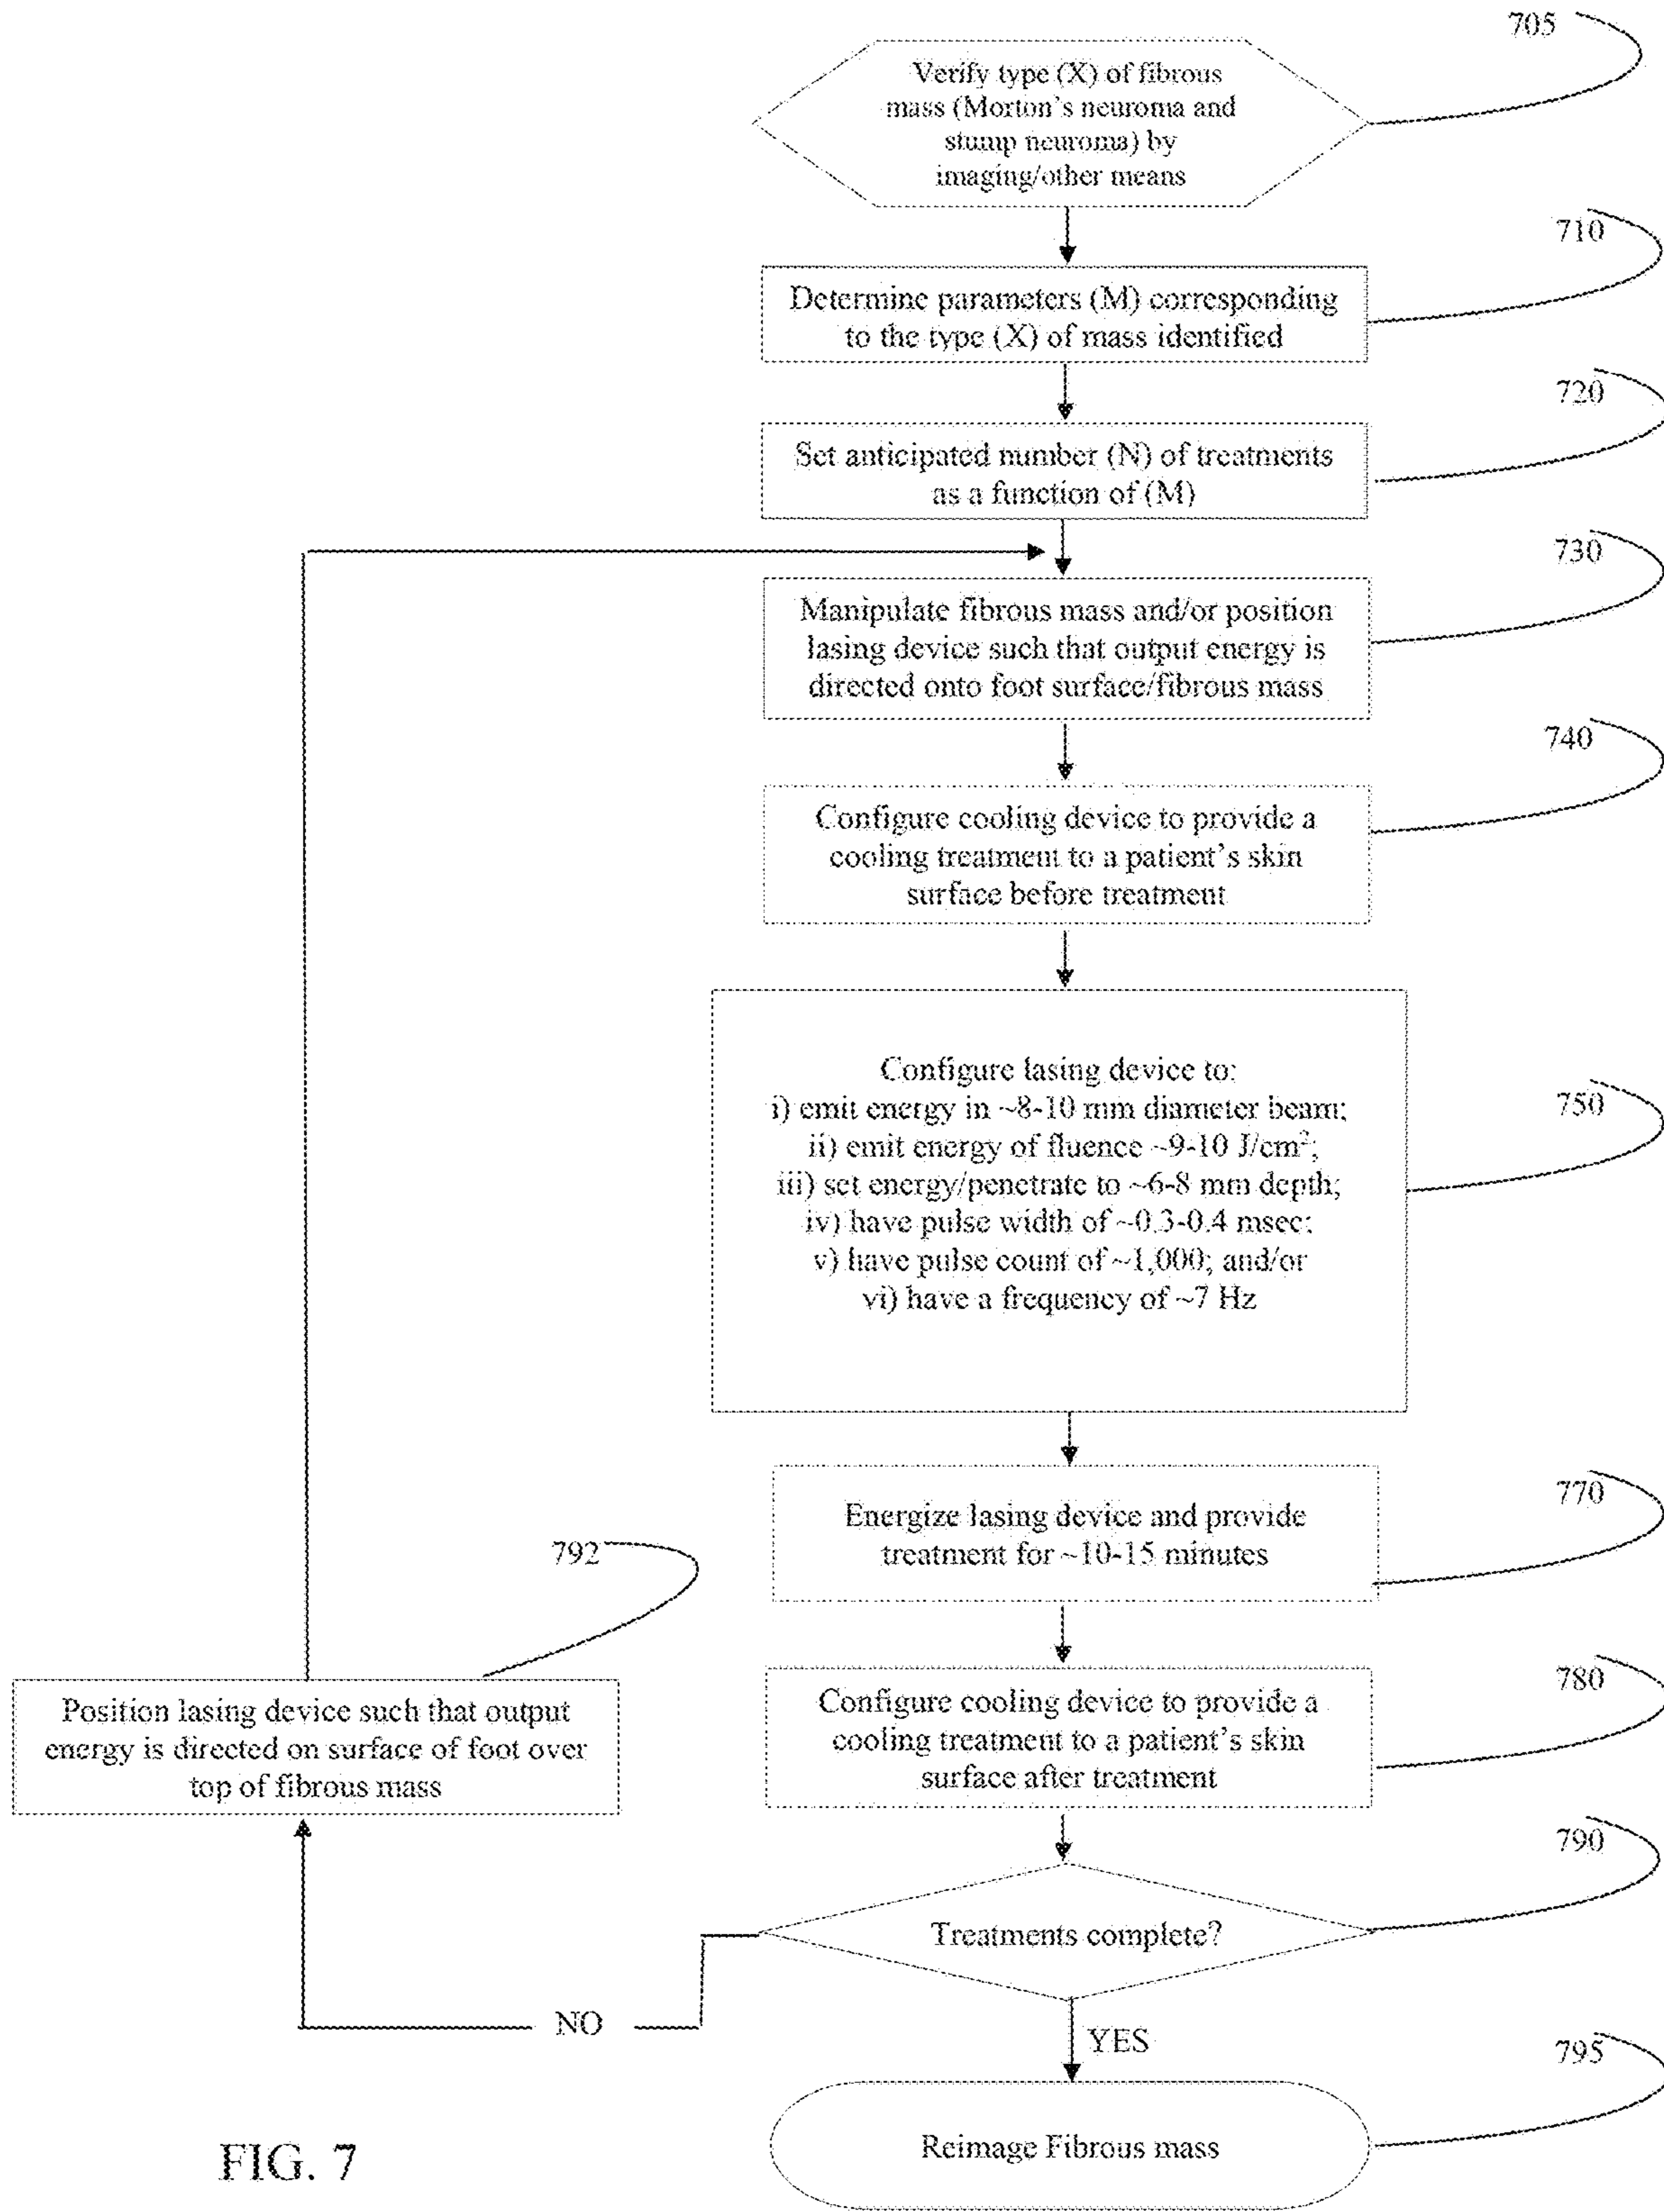 705
Verify type (X) of fibrous
mass (Morton's neuroma and
stump neuroma) by
imaging/other means
710
Determine parameters (M) corresponding
to the type (X) of mass identified
720
Set anticipated number (N) of treatments
as a function of (M)
730
Manipulate fibrous mass and/or position
lasing device such that output energy is
directed onto foot surface/fibrous mass
740
Configure cooling device to provide a
cooling treatment to a patient's skin
surface before treatment
750
Configure lasing device to:
i) emit energy in ~8-10 mm diameter beam;
ii) emit energy of fluence ~9-10 J/cm²;
iii) set energy/penetrate to ~6-8 mm depth;
iv) have pulse width of ~0.3-0.4 msec;
v) have pulse count of ~1,000; and/or
vi) have a frequency of ~7 Hz
770
Energize lasing device and provide
treatment for ~10-15 minutes
792
Position lasing device such that output
energy is directed on surface of foot over
top of fibrous mass
780
Configure cooling device to provide a
cooling treatment to a patient's skin
surface after treatment
790
Treatments complete?
NO
YES
795
Reimage Fibrous mass
FIG. 7